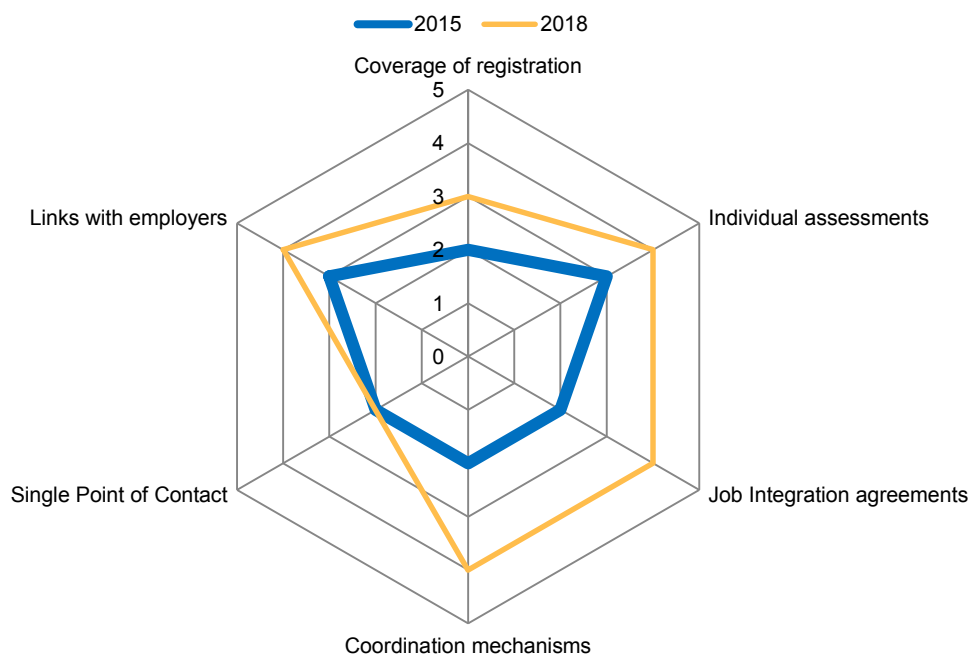 2015 2018
Coverage of registration
5
4
3
Links with employers
Individual assessments
2
1
0
Single Point of Contact
Job Integration agreements
Coordination mechanisms